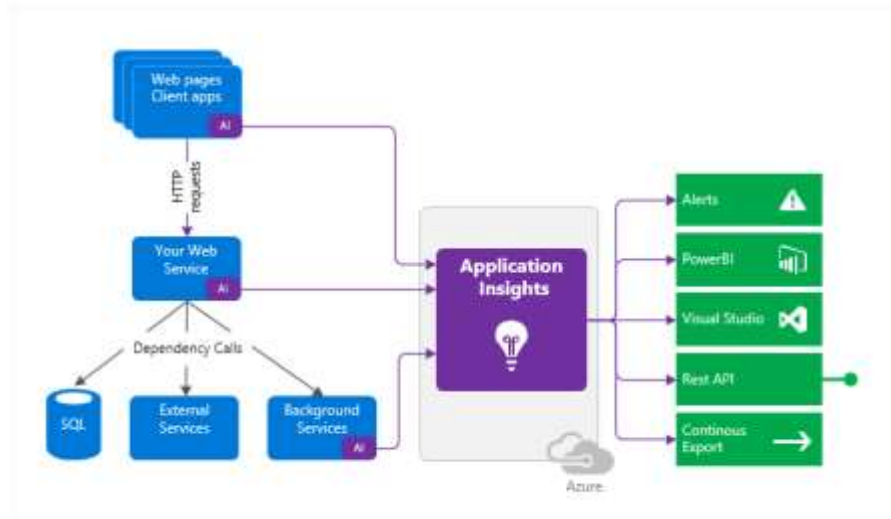 Web pages
Client apps
AI
HTTP
requests
Your Web
Service
AI
Dependency Calls
SQL
External
Services
Background
Services
AI
Application
Insights
Azure
Alerts
PowerBI
Visual Studio
Rest API
Continous
Export